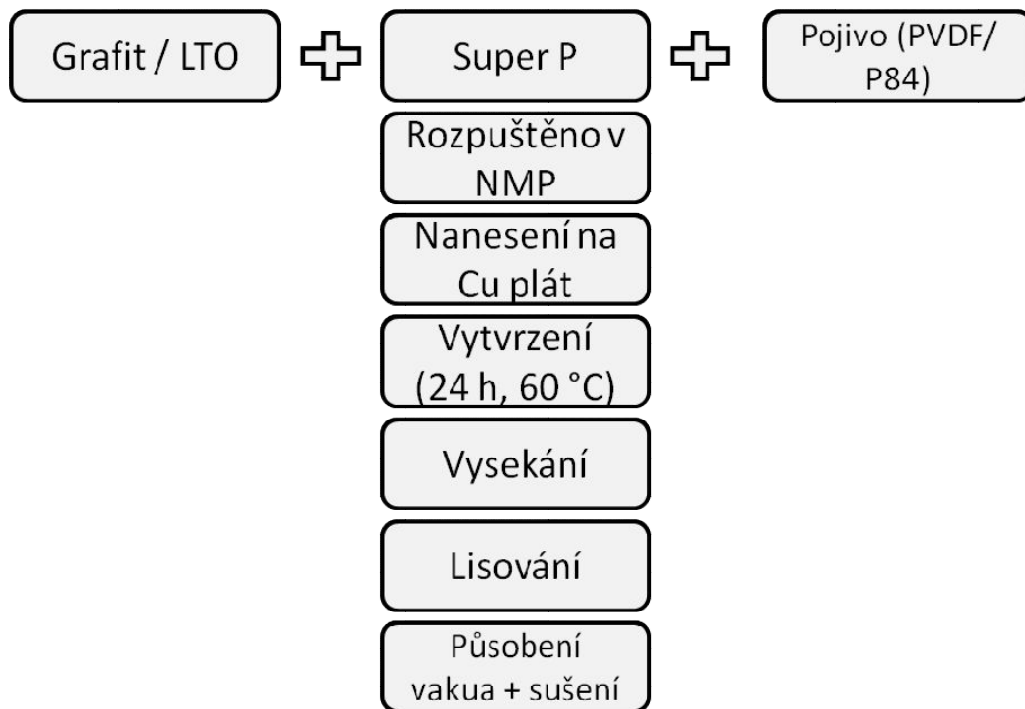 Grafit / LTO
Super P
Pojivo (PVDF/
P84)
Rozpuštěno v
NMP
Nanesení na
Cu plát
Vytvrzení
(24 h, 60 °C)
Vysekání
Lisování
Působení
vakua + sušení